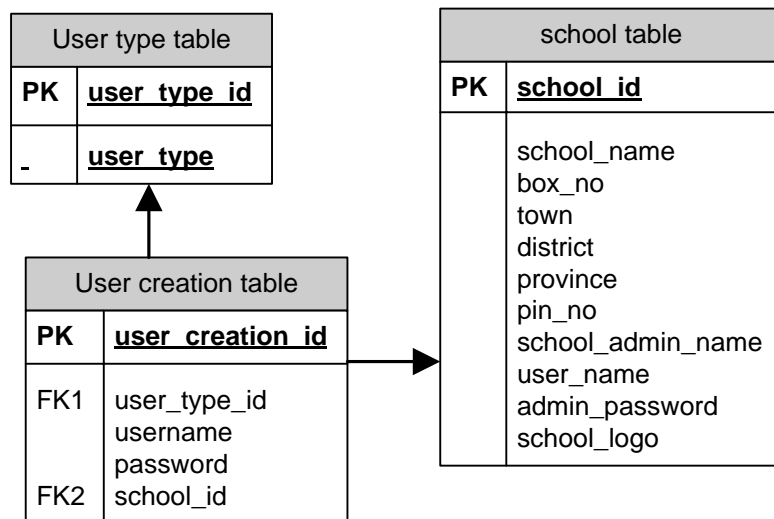 User type table
PK user_type_id
_ user_type
User creation table
PK user_creation_id
FK1 user_type_id
username
password
FK2 school_id
school table
PK school_id
school_name
box_no
town
district
province
pin_no
school_admin_name
user_name
admin_password
school_logo